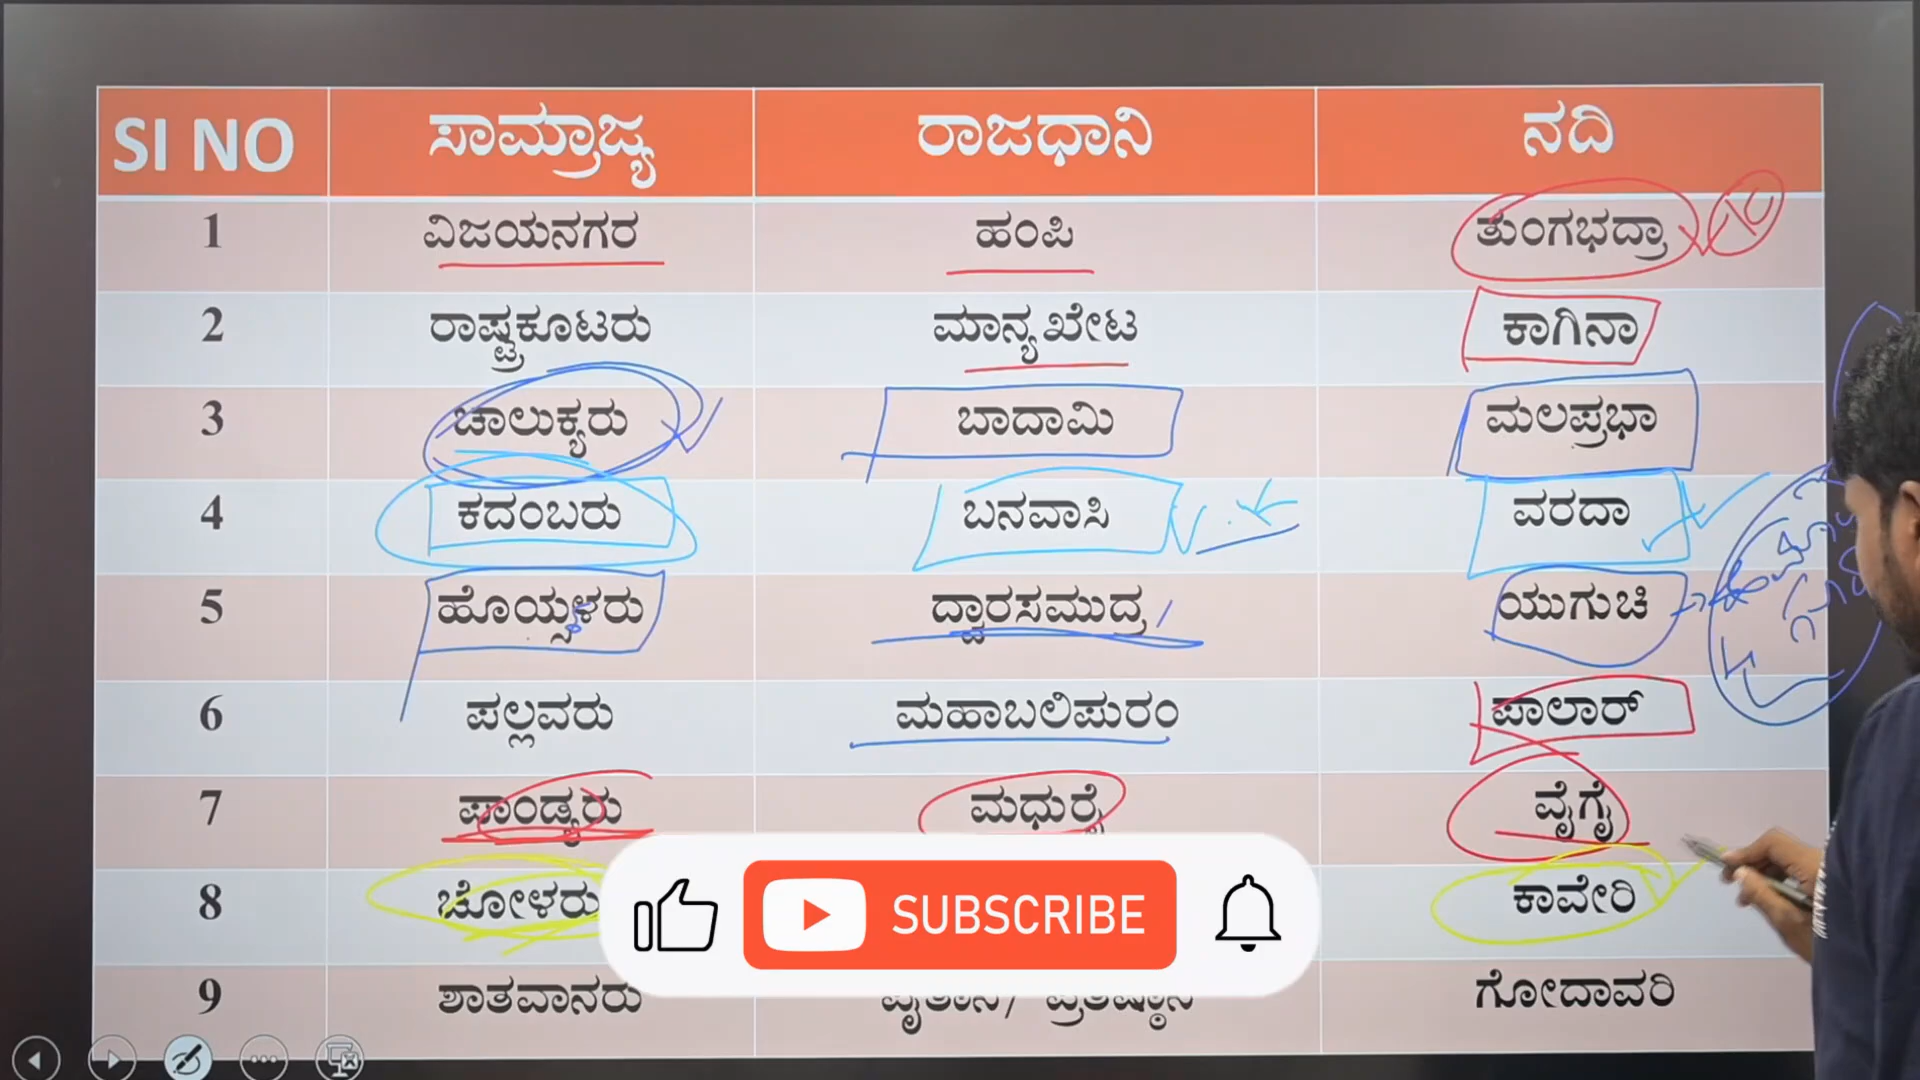 SI NO ಸಾಮ್ರಾಜ್ಯ ರಾಜಧಾನಿ ನದಿ
1 ವಿಜಯನಗರ ಹಂಪಿ ತುಂಗಭದ್ರಾ
2 ರಾಷ್ಟ್ರಕೂಟರು ಮಾನ್ಯಖೇಟ ಕಾಗಿನಾ
3 ಚಾಲುಕ್ಯರು ಬಾದಾಮಿ ಮಲಪ್ರಭಾ
4 ಕದಂಬರು ಬನವಾಸಿ ವರದಾ
5 ಹೊಯ್ಸಳರು ದ್ವಾರಸಮುದ್ರ ಯುಗುಚಿ
6 ಪಲ್ಲವರು ಮಹಾಬಲಿಪುರಂ ಪಾಲಾರ್
7 ಪಾಂಡ್ಯರು ಮಧುರೈ ವೈಗೈ
8 ಚೋಳರು ಕಾವೇರಿ
SUBSCRIBE
9 ಶಾತವಾನರು ಗೋದಾವರಿ